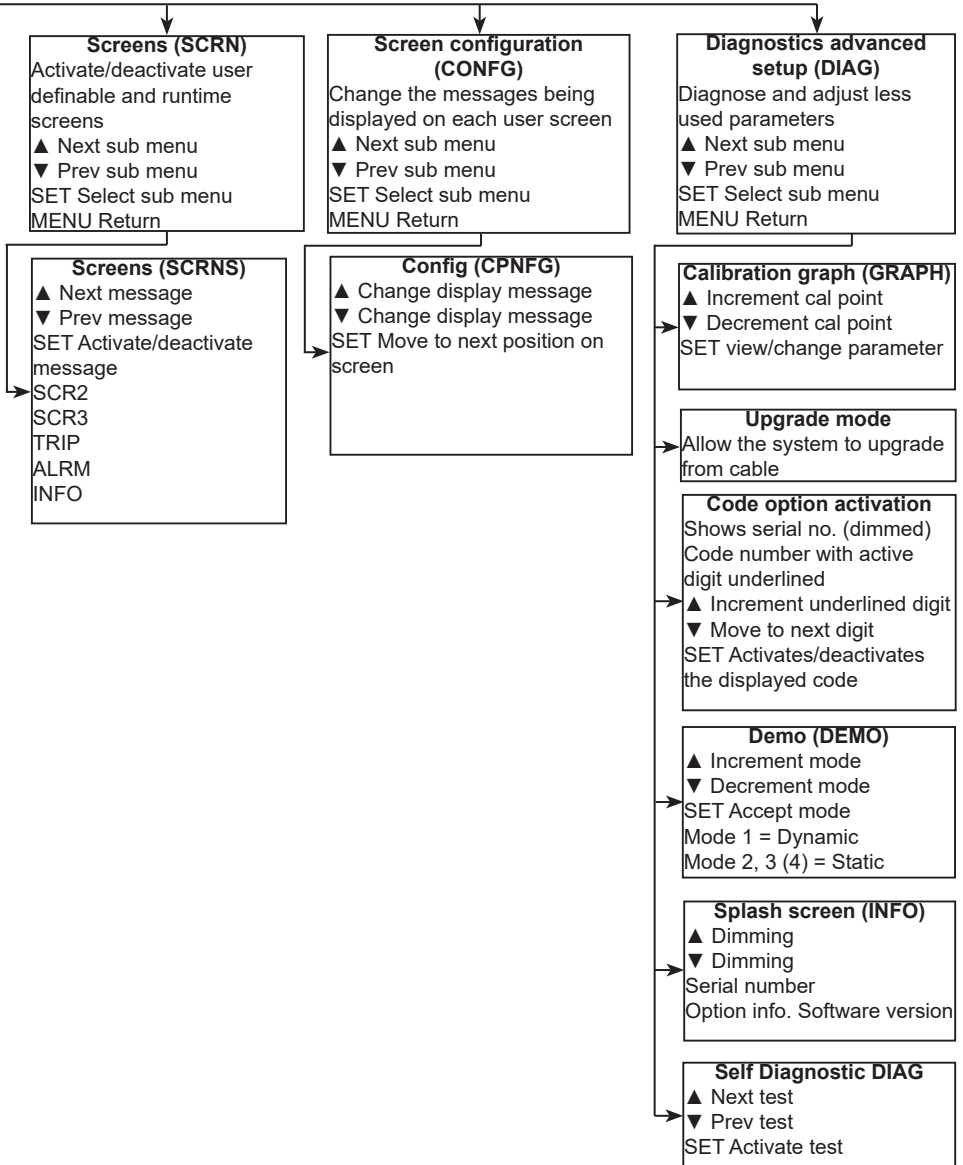 Screens (SCRN)
Activate/deactivate user
definable and runtime
screens
▲ Next sub menu
▼ Prev sub menu
SET Select sub menu
MENU Return
Screens (SCRNS)
▲ Next message
▼ Prev message
SET Activate/deactivate
message
SCR2
SCR3
TRIP
ALRM
INFO
Screen configuration
(CONFG)
Change the messages being
displayed on each user screen
▲ Next sub menu
▼ Prev sub menu
SET Select sub menu
MENU Return
Config (CPNFG)
▲ Change display message
▼ Change display message
SET Move to next position on
screen
Diagnostics advanced
setup (DIAG)
Diagnose and adjust less
used parameters
▲ Next sub menu
▼ Prev sub menu
SET Select sub menu
MENU Return
Calibration graph (GRAPH)
▲ Increment cal point
▼ Decrement cal point
SET view/change parameter
Upgrade mode
Allow the system to upgrade
from cable
Code option activation
Shows serial no. (dimmed)
Code number with active
digit underlined
▲ Increment underlined digit
▼ Move to next digit
SET Activates/deactivates
the displayed code
Demo (DEMO)
▲ Increment mode
▼ Decrement mode
SET Accept mode
Mode 1 = Dynamic
Mode 2, 3 (4) = Static
Splash screen (INFO)
▲ Dimming
▼ Dimming
Serial number
Option info. Software version
Self Diagnostic DIAG
▲ Next test
▼ Prev test
SET Activate test